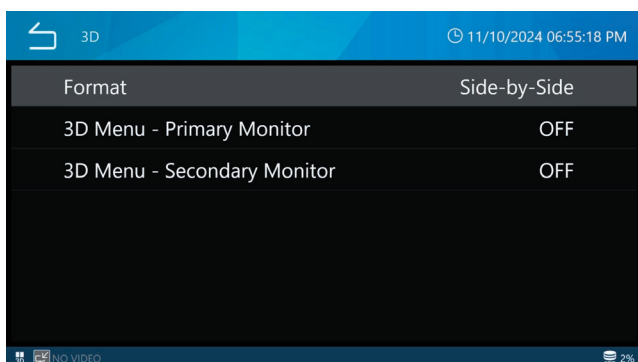 3D
11/10/2024 06:55:18 PM
Format Side-by-Side
3D Menu - Primary Monitor OFF
3D Menu - Secondary Monitor OFF
3D NO VIDEO 2%